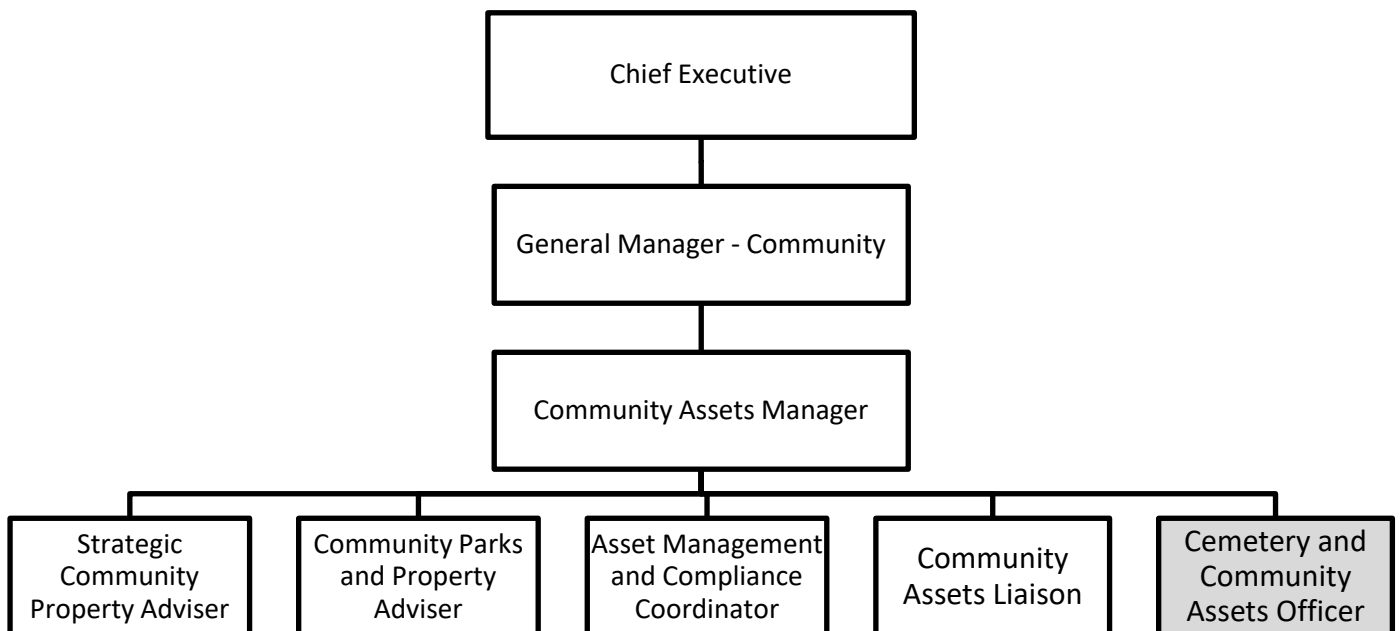 Chief Executive
General Manager - Community
Community Assets Manager
Strategic
Community
Property Adviser
Community Parks
and Property
Adviser
Asset Management
and Compliance
Coordinator
Community
Assets Liaison
Cemetery and
Community
Assets Officer